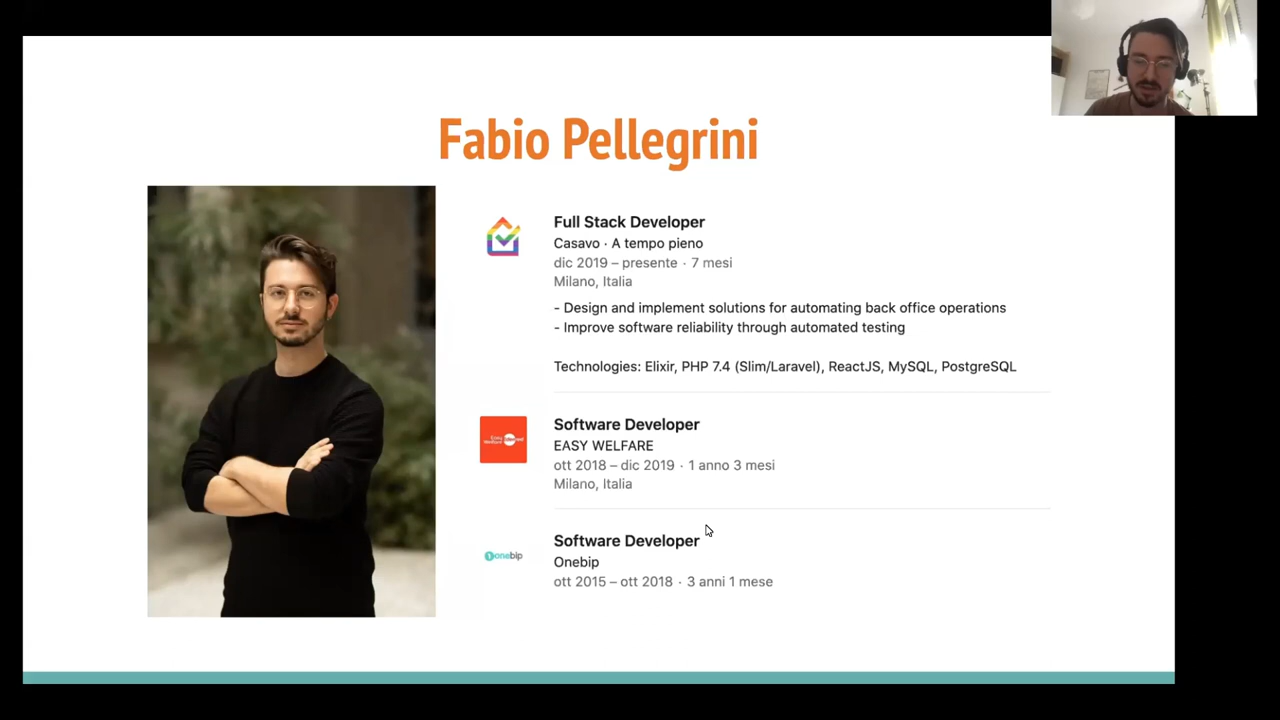 Fabio Pellegrini
Full Stack Developer
Casavo · A tempo pieno
dic 2019 – presente · 7 mesi
Milano, Italia
- Design and implement solutions for automating back office operations
- Improve software reliability through automated testing
Technologies: Elixir, PHP 7.4 (Slim/Laravel), ReactJS, MySQL, PostgreSQL
Software Developer
EASY WELFARE
ott 2018 – dic 2019 · 1 anno 3 mesi
Milano, Italia
Software Developer
onebip
Onebip
ott 2015 – ott 2018 · 3 anni 1 mese